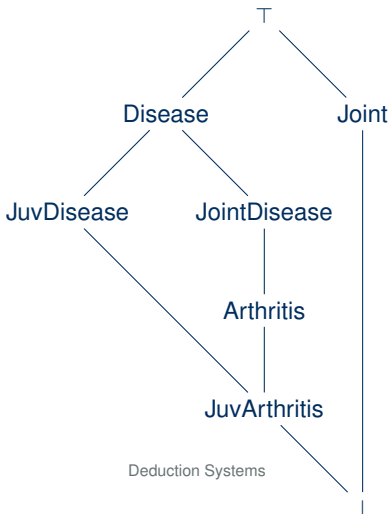 ⊤
Disease Joint
JuvDisease JointDisease
Arthritis
JuvArthritis
Deduction Systems